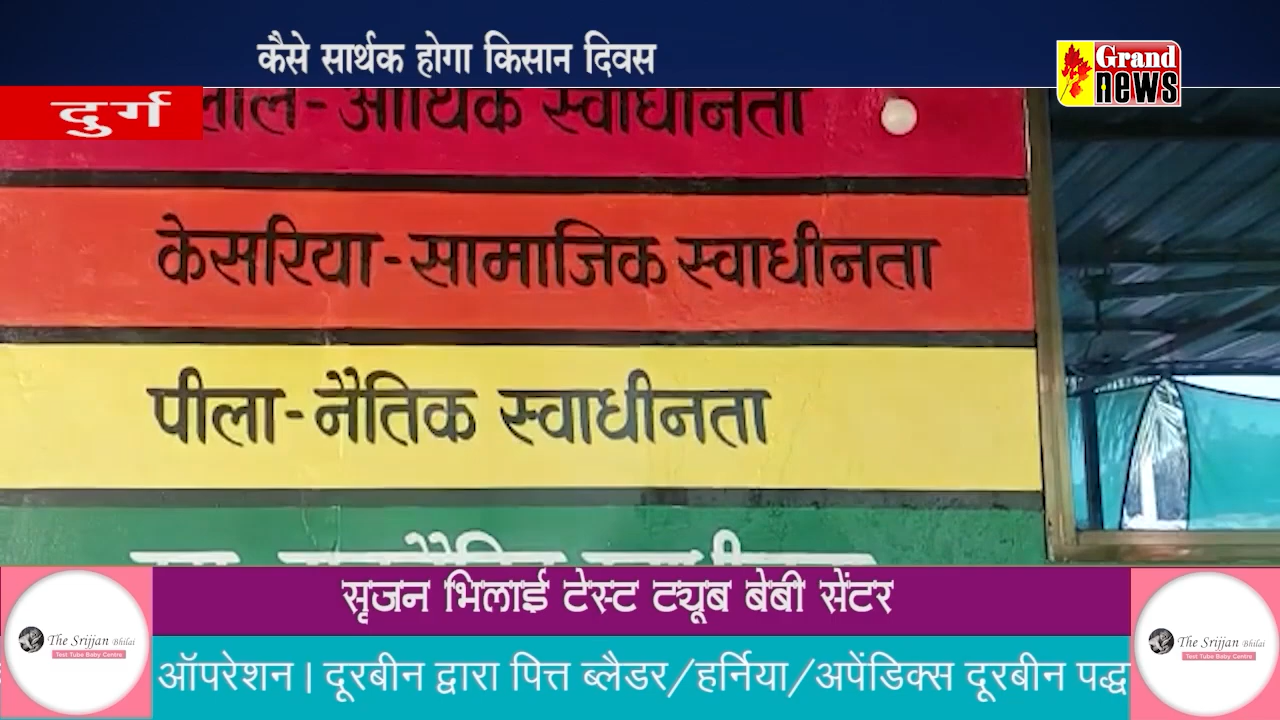 कैसे सार्थक होगा किसान दिवस
Grand
news
दुर्ग
लाल-आर्थिक स्वाधीनता
केसरिया-सामाजिक स्वाधीनता
पीला-नैतिक स्वाधीनता
सृजन भिलाई टेस्ट ट्यूब बेबी सेंटर
The Srijjan Bhilai
Test Tube Baby Centre
ऑपरेशन । दूरबीन द्वारा पित्त ब्लैडर/हर्निया/अपेंडिक्स दूरबीन पद्ध
The Srijjan Bhilai
Test Tube Baby Centre